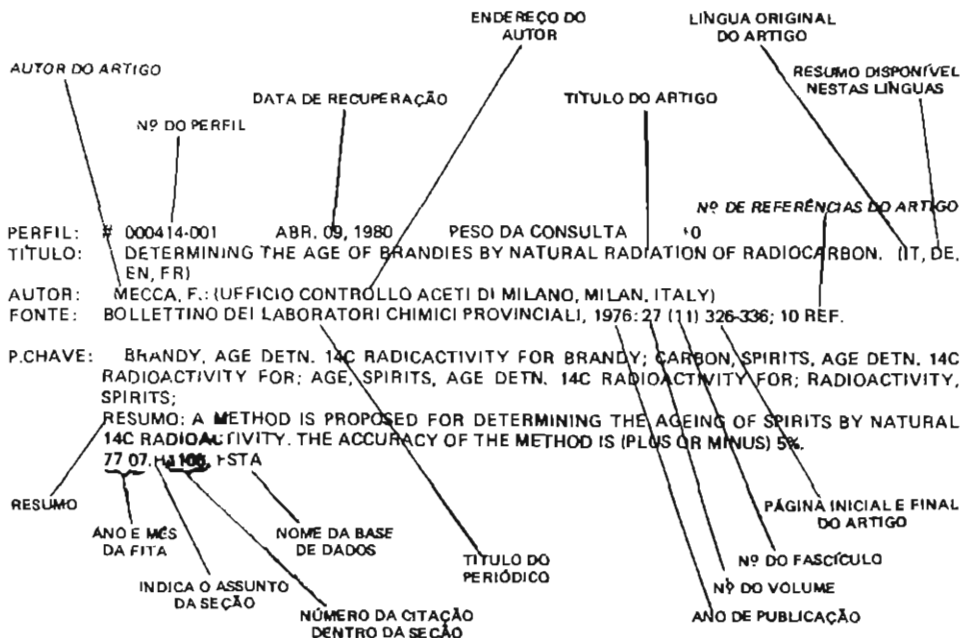 ENDEREÇO DO
AUTOR
LÍNGUA ORIGINAL
DO ARTIGO
AUTOR DO ARTIGO
RESUMO DISPONÍVEL
NESTAS LÍNGUAS
DATA DE RECUPERAÇÃO
TÍTULO DO ARTIGO
Nº DO PERFIL
Nº DE REFERÊNCIAS DO ARTIGO
PERFIL: # 000414-001 ABR. 09, 1980 PESO DA CONSULTA
TÍTULO: DETERMINING THE AGE OF BRANDIES BY NATURAL RADIATION OF RADIOCARBON. (IT, DE,
EN, FR)
AUTOR: MECCA, F.: (UFFICIO CONTROLLO ACETI DI MILANO, MILAN, ITALY)
FONTE: BOLLETTINO DEI LABORATORI CHIMICI PROVINCIALI, 1976: 27 (11) 326-336; 10 REF.
P.CHAVE: BRANDY, AGE DETN. 14C RADICACTIVITY FOR BRANDY; CARBON, SPIRITS, AGE DETN. 14C
RADIOACTIVITY FOR; AGE, SPIRITS, AGE DETN. 14C RADIOACTIVITY FOR; RADIOACTIVITY,
SPIRITS;
RESUMO: A METHOD IS PROPOSED FOR DETERMINING THE AGEING OF SPIRITS BY NATURAL
14C RADIOACTIVITY. THE ACCURACY OF THE METHOD IS (PLUS OR MINUS) 5%.
77 07. FSTA
RESUMO
PÁGINA INICIAL E FINAL
DO ARTIGO
ANO E MÊS
DA FITA
NOME DA BASE
DE DADOS
TÍTULO DO
PERIÓDICO
Nº DO FASCÍCULO
INDICA O ASSUNTO
DA SEÇÃO
Nº DO VOLUME
NÚMERO DA CITAÇÃO
DENTRO DA SEÇÃO
ANO DE PUBLICAÇÃO